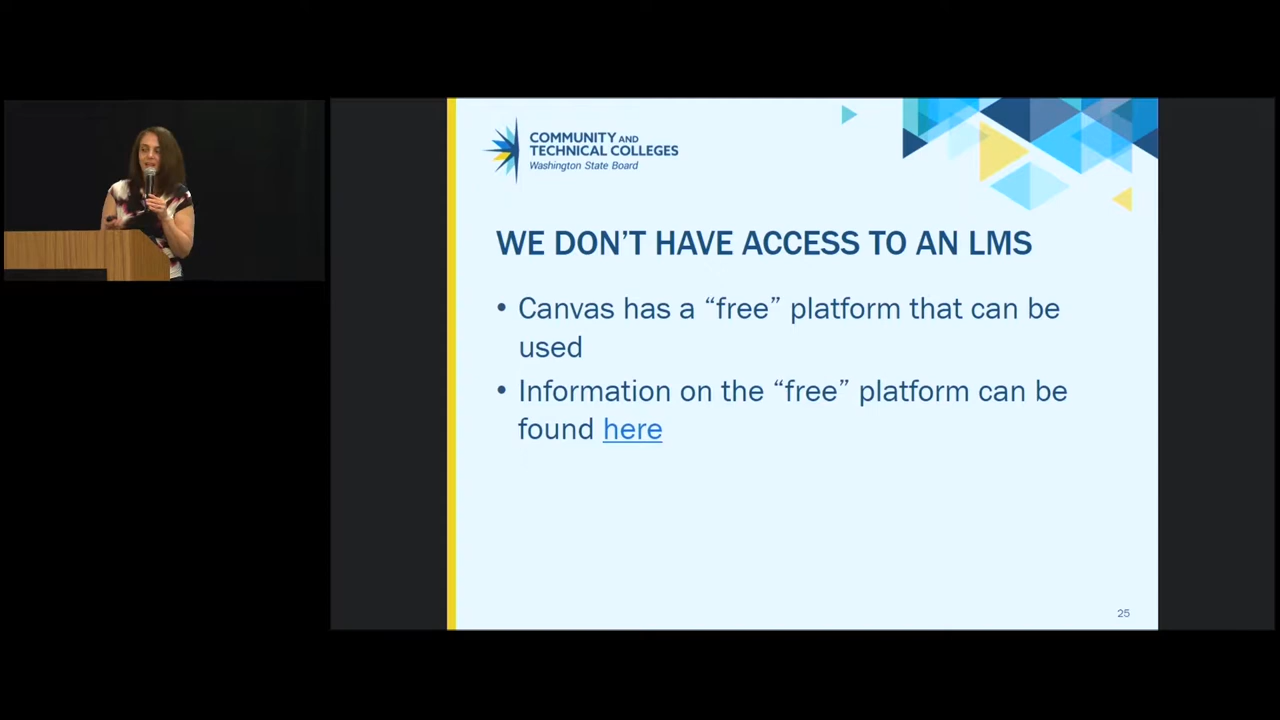 COMMUNITY AND
TECHNICAL COLLEGES
Washington State Board
WE DON’T HAVE ACCESS TO AN LMS
• Canvas has a “free” platform that can be
used
• Information on the “free” platform can be
found here
25